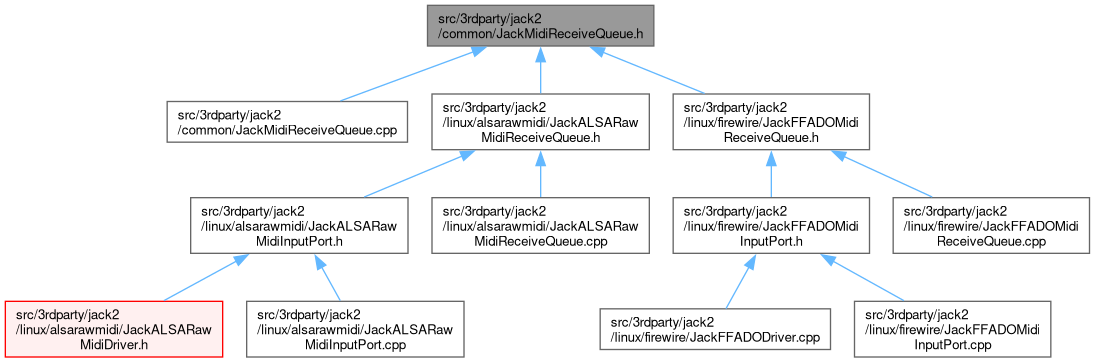 src/3rdparty/jack2
/common/JackMidiReceiveQueue.h
src/3rdparty/jack2
/common/JackMidiReceiveQueue.cpp
src/3rdparty/jack2
/linux/alsarawmidi/JackALSARaw
MidiReceiveQueue.h
src/3rdparty/jack2
/linux/firewire/JackFFADOMidi
ReceiveQueue.h
src/3rdparty/jack2
/linux/alsarawmidi/JackALSARaw
MidiInputPort.h
src/3rdparty/jack2
/linux/alsarawmidi/JackALSARaw
MidiReceiveQueue.cpp
src/3rdparty/jack2
/linux/firewire/JackFFADOMidi
InputPort.h
src/3rdparty/jack2
/linux/firewire/JackFFADOMidi
ReceiveQueue.cpp
src/3rdparty/jack2
/linux/alsarawmidi/JackALSARaw
MidiDriver.h
src/3rdparty/jack2
/linux/alsarawmidi/JackALSARaw
MidiInputPort.cpp
src/3rdparty/jack2
/linux/firewire/JackFFADODriver.cpp
src/3rdparty/jack2
/linux/firewire/JackFFADOMidi
InputPort.cpp